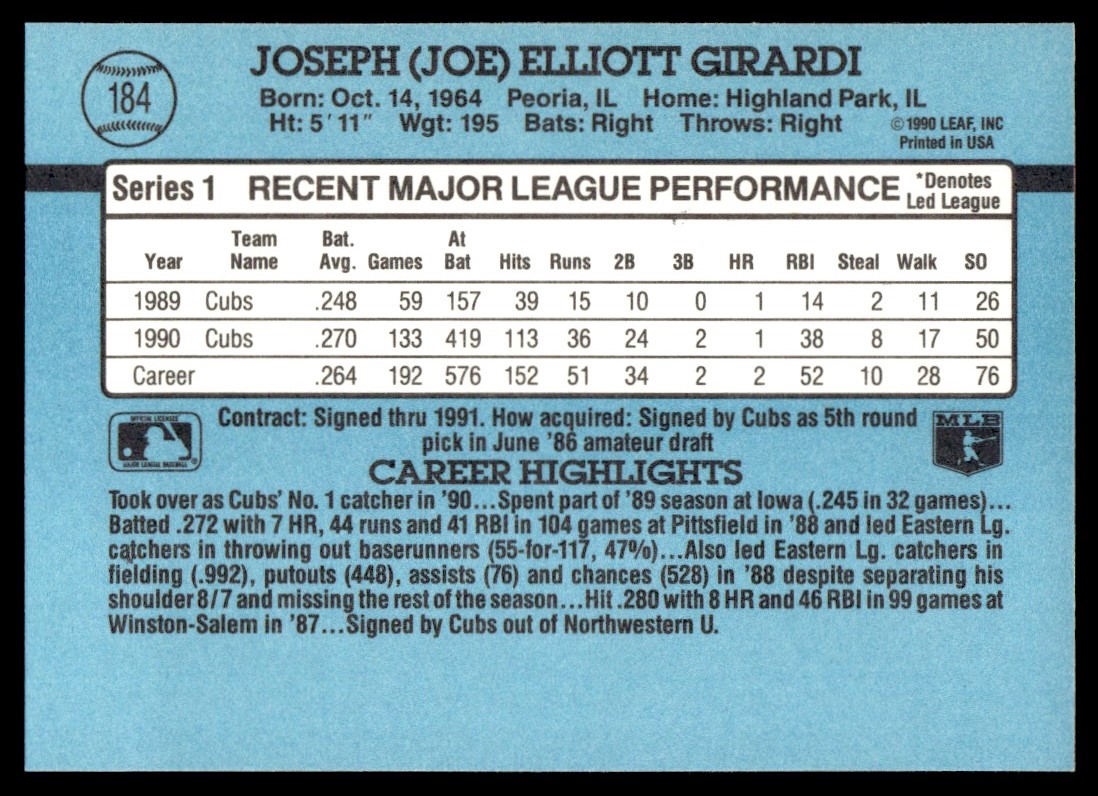 184
JOSEPH (JOE) ELLIOTT GIRARDI
Born: Oct. 14, 1964 Peoria, IL Home: Highland Park, IL
Ht: 5' 11" Wgt: 195 Bats: Right Throws: Right
© 1990 LEAF, INC
Printed in USA
Series 1 RECENT MAJOR LEAGUE PERFORMANCE *Denotes
Led League
Year Team Name Bat. Avg. Games At Bat Hits Runs 2B 3B HR RBI Steal Walk SO
1989 Cubs .248 59 157 39 15 10 0 1 14 2 11 26
1990 Cubs .270 133 419 113 36 24 2 1 38 8 17 50
Career .264 192 576 152 51 34 2 2 52 10 28 76
OFFICIAL LICENSEE
MAJOR LEAGUE BASEBALL
Contract: Signed thru 1991. How acquired: Signed by Cubs as 5th round
pick in June '86 amateur draft
MLB
CAREER HIGHLIGHTS
Took over as Cubs' No. 1 catcher in '90...Spent part of '89 season at Iowa (.245 in 32 games)...
Batted .272 with 7 HR, 44 runs and 41 RBI in 104 games at Pittsfield in '88 and led Eastern Lg.
catchers in throwing out baserunners (55-for-117, 47%)...Also led Eastern Lg. catchers in
fielding (.992), putouts (448), assists (76) and chances (528) in '88 despite separating his
shoulder 8/7 and missing the rest of the season...Hit .280 with 8 HR and 46 RBI in 99 games at
Winston-Salem in '87...Signed by Cubs out of Northwestern U.